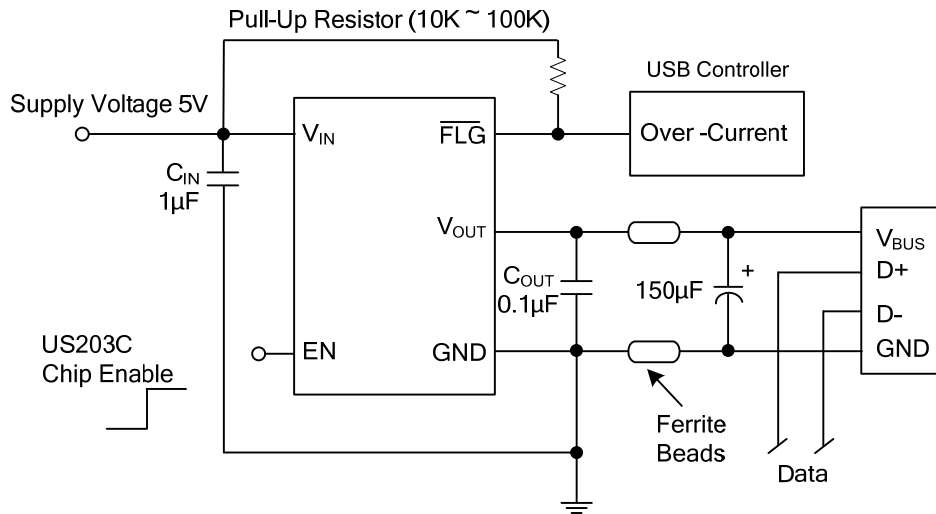 Pull-Up Resistor (10K ~ 100K)
USB Controller
Supply Voltage 5V
VIN
FLG
Over -Current
CIN
1µF
VOUT
COUT
0.1µF
150µF
+
VBUS
D+
D-
GND
US203C
Chip Enable
EN
GND
Ferrite
Beads
Data